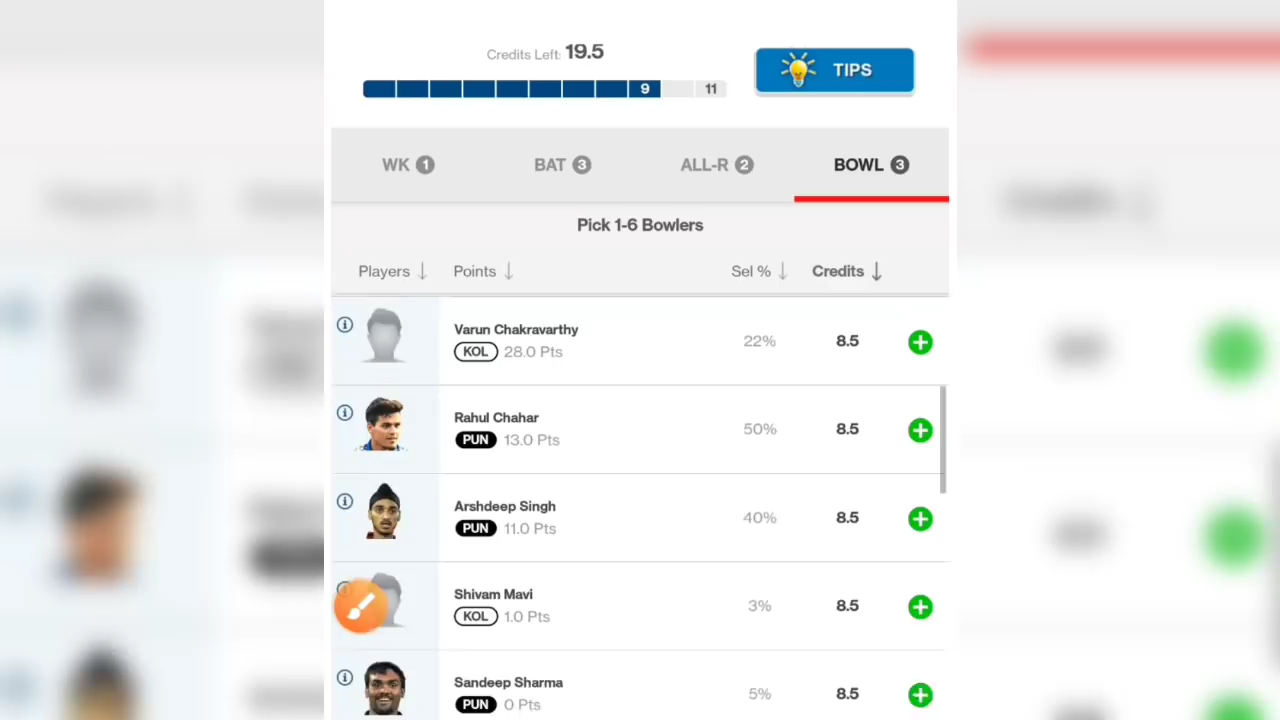 Credits Left: 19.5
TIPS
9
11
WK 1
BAT 3
ALL-R 2
BOWL 3
Pick 1-6 Bowlers
Players ↓ Points ↓ Sel % ↓ Credits ↓
Varun Chakravarthy
KOL 28.0 Pts
22%
8.5
Rahul Chahar
PUN 13.0 Pts
50%
8.5
Arshdeep Singh
PUN 11.0 Pts
40%
8.5
Shivam Mavi
KOL 1.0 Pts
3%
8.5
Sandeep Sharma
PUN 0 Pts
5%
8.5